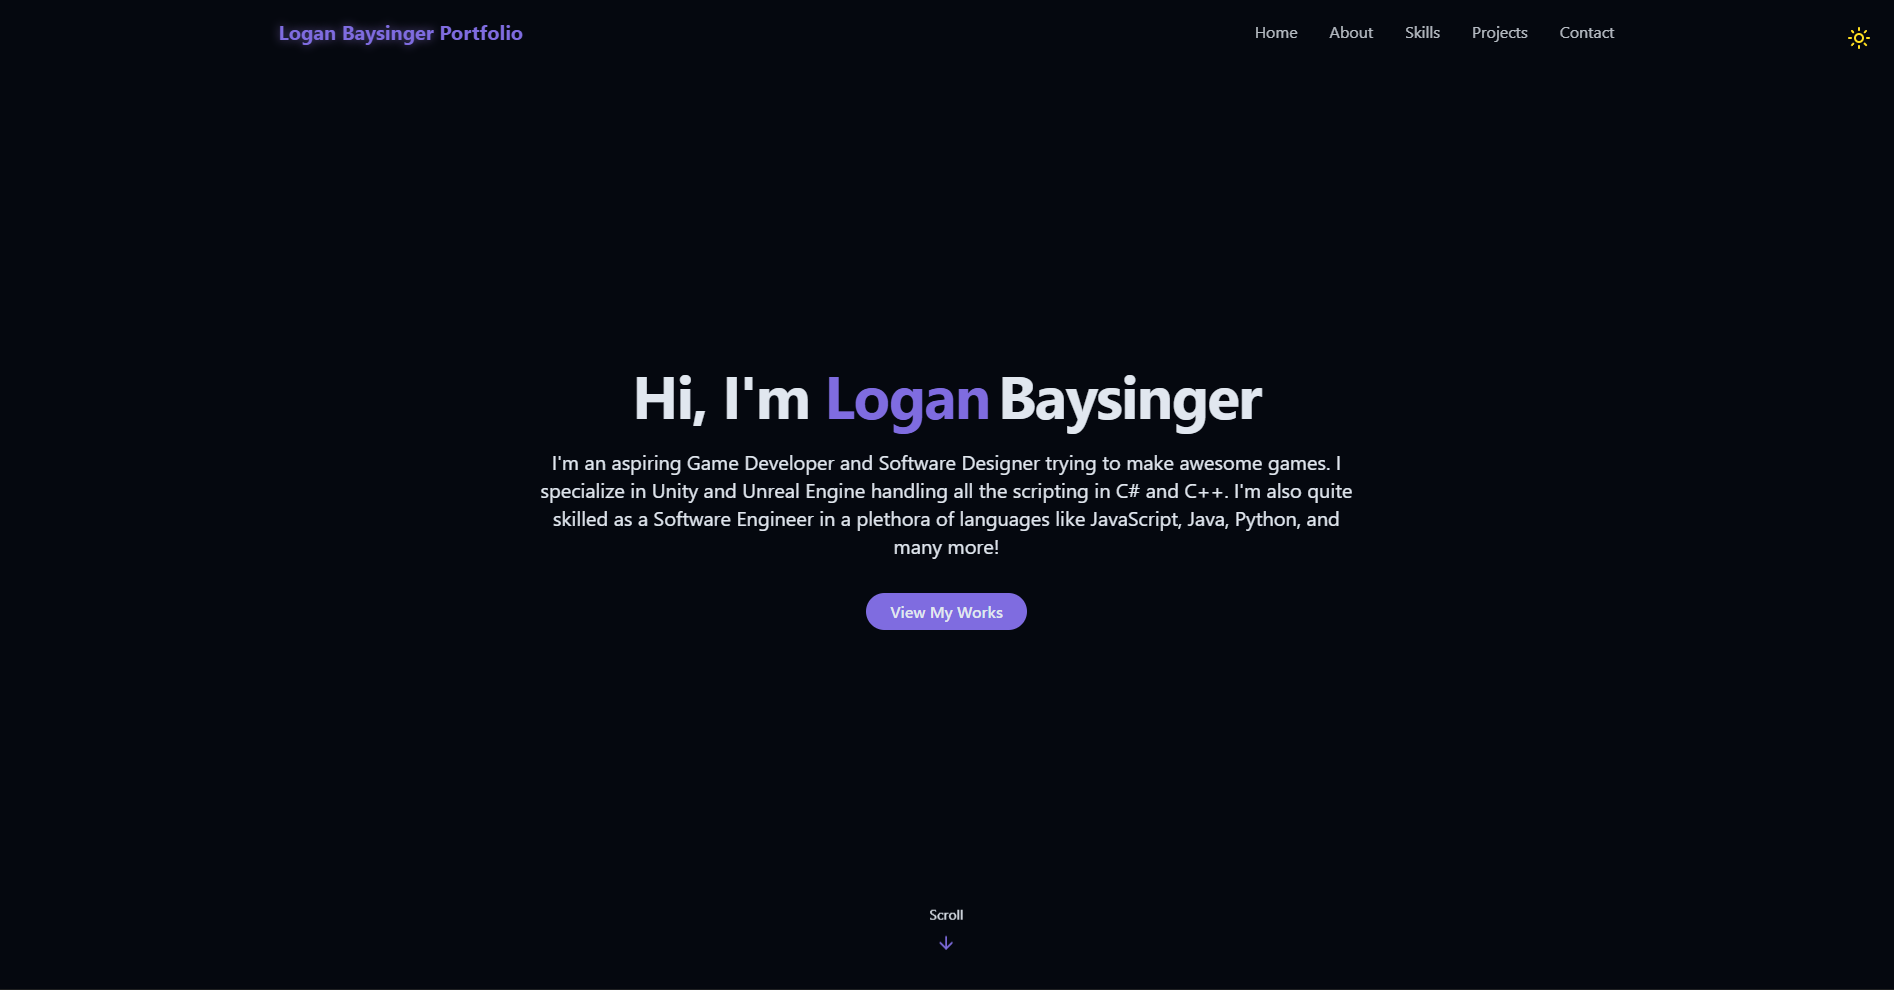 Logan Baysinger Portfolio
Home About Skills Projects Contact
Hi, I'm Logan Baysinger
I'm an aspiring Game Developer and Software Designer trying to make awesome games. I
specialize in Unity and Unreal Engine handling all the scripting in C# and C++. I'm also quite
skilled as a Software Engineer in a plethora of languages like JavaScript, Java, Python, and
many more!
View My Works
Scroll